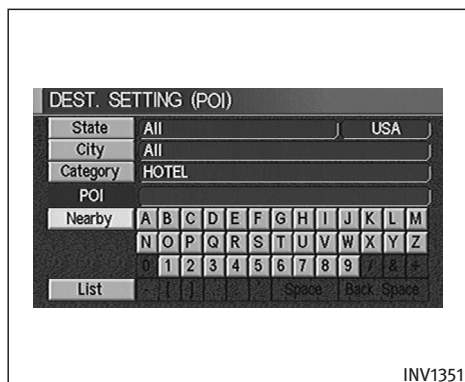 DEST. SETTING (POI)
State All USA
City All
Category HOTEL
POI
Nearby A B C D E F G H I J K L M
N O P Q R S T U V W X Y Z
0 1 2 3 4 5 6 7 8 9 / & +
List - ( ) Space Back Space
INV1351